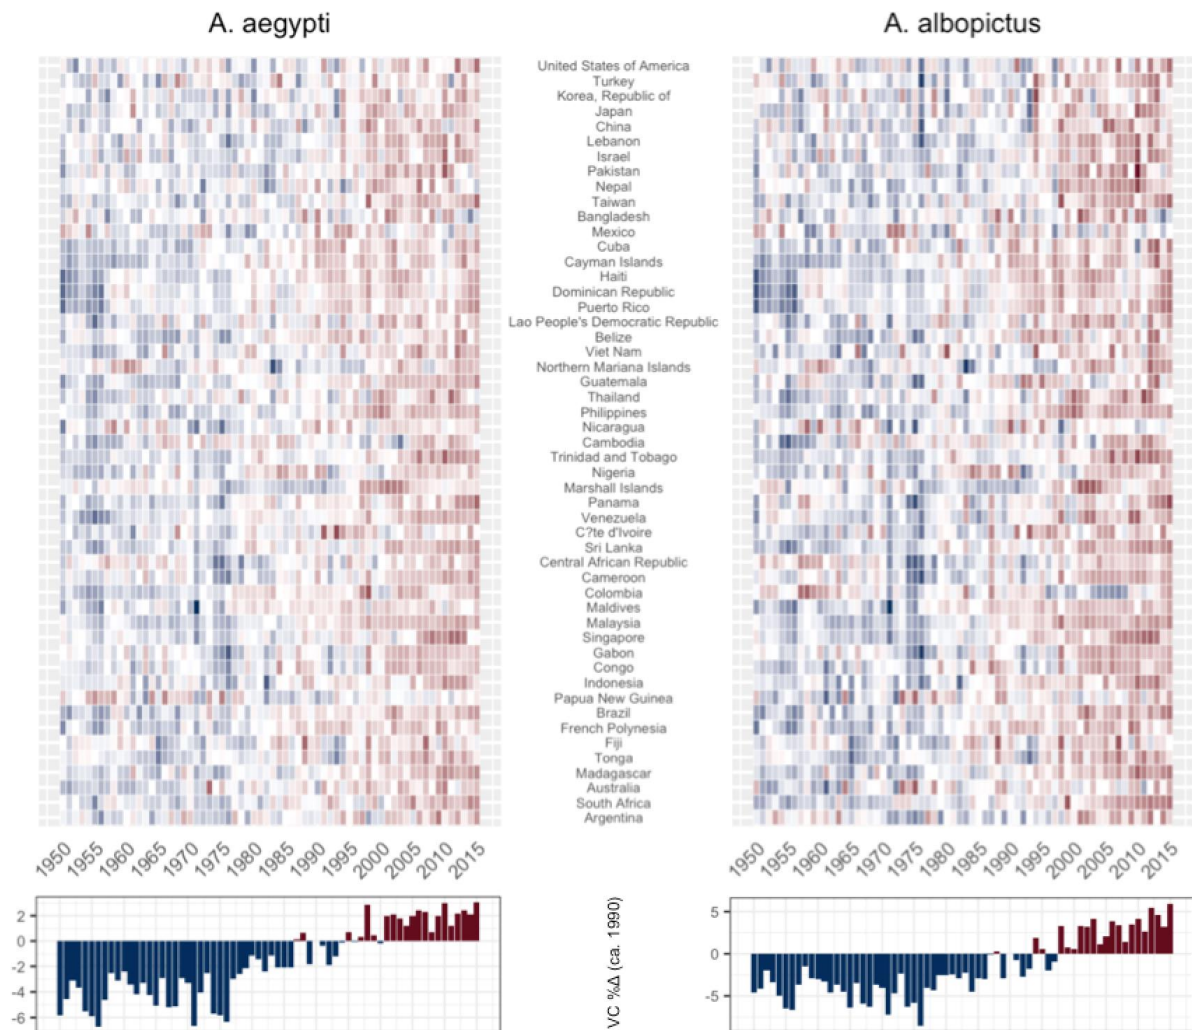 A. aegypti
A. albopictus
United States of America
Turkey
Korea, Republic of
Japan
China
Lebanon
Israel
Pakistan
Nepal
Taiwan
Bangladesh
Mexico
Cuba
Cayman Islands
Haiti
Dominican Republic
Puerto Rico
Lao People's Democratic Republic
Belize
Viet Nam
Northern Mariana Islands
Guatemala
Thailand
Philippines
Nicaragua
Cambodia
Trinidad and Tobago
Nigeria
Marshall Islands
Panama
Venezuela
C?te d'Ivoire
Sri Lanka
Central African Republic
Cameroon
Colombia
Maldives
Malaysia
Singapore
Gabon
Congo
Indonesia
Papua New Guinea
Brazil
French Polynesia
Fiji
Tonga
Madagascar
Australia
South Africa
Argentina
1950 1955 1960 1965 1970 1975 1980 1985 1990 1995 2000 2005 2010 2015
1950 1955 1960 1965 1970 1975 1980 1985 1990 1995 2000 2005 2010 2015
2
0
-2
-4
-6
VC %Δ (ca. 1990)
5
0
-5